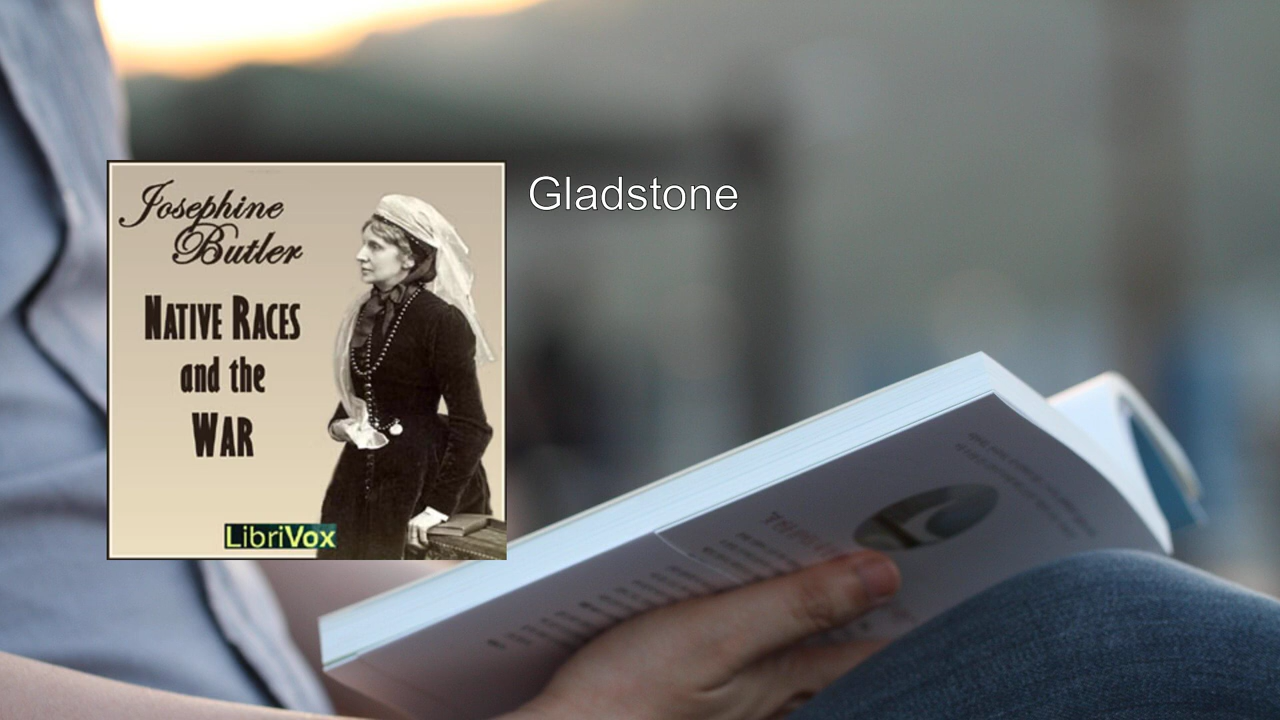 Josephine
Butler
NATIVE RACES
and the
WAR
LibriVox
Gladstone